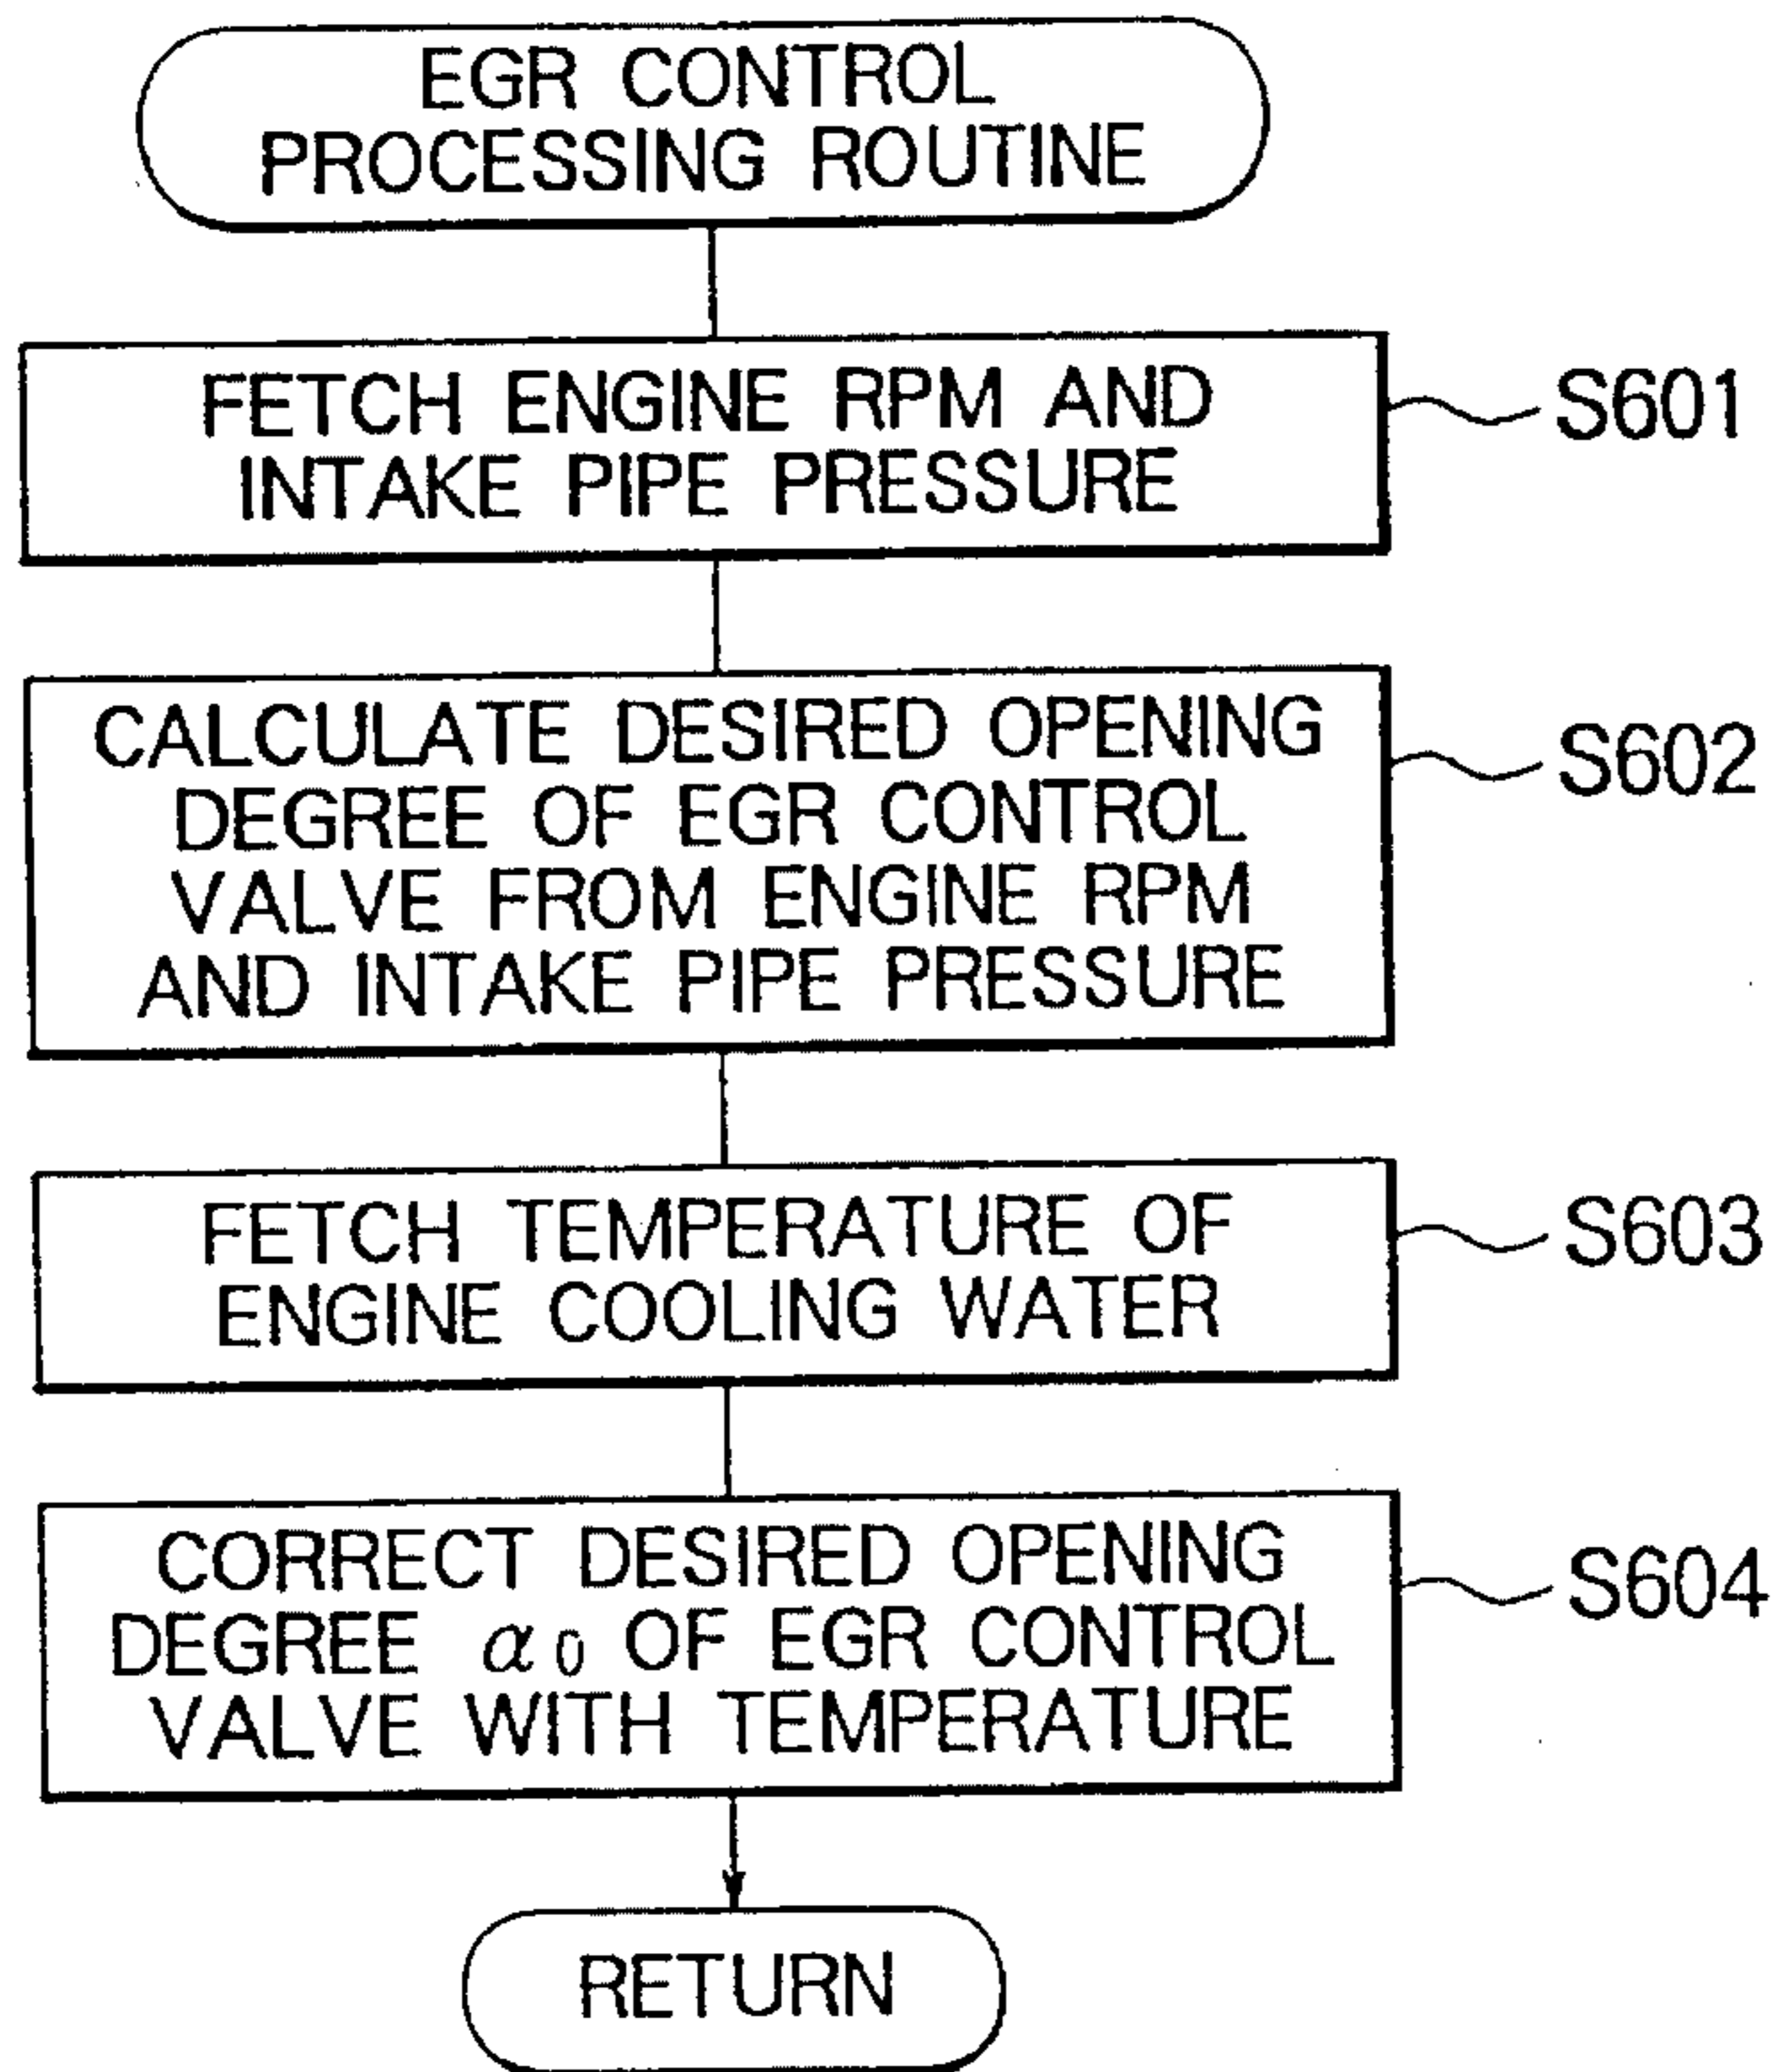 EGR CONTROL
PROCESSING ROUTINE
FETCH ENGINE RPM AND
INTAKE PIPE PRESSURE
S601
CALCULATE DESIRED OPENING
DEGREE OF EGR CONTROL
VALVE FROM ENGINE RPM
AND INTAKE PIPE PRESSURE
S602
FETCH TEMPERATURE OF
ENGINE COOLING WATER
S603
CORRECT DESIRED OPENING
DEGREE α₀ OF EGR CONTROL
VALVE WITH TEMPERATURE
S604
RETURN